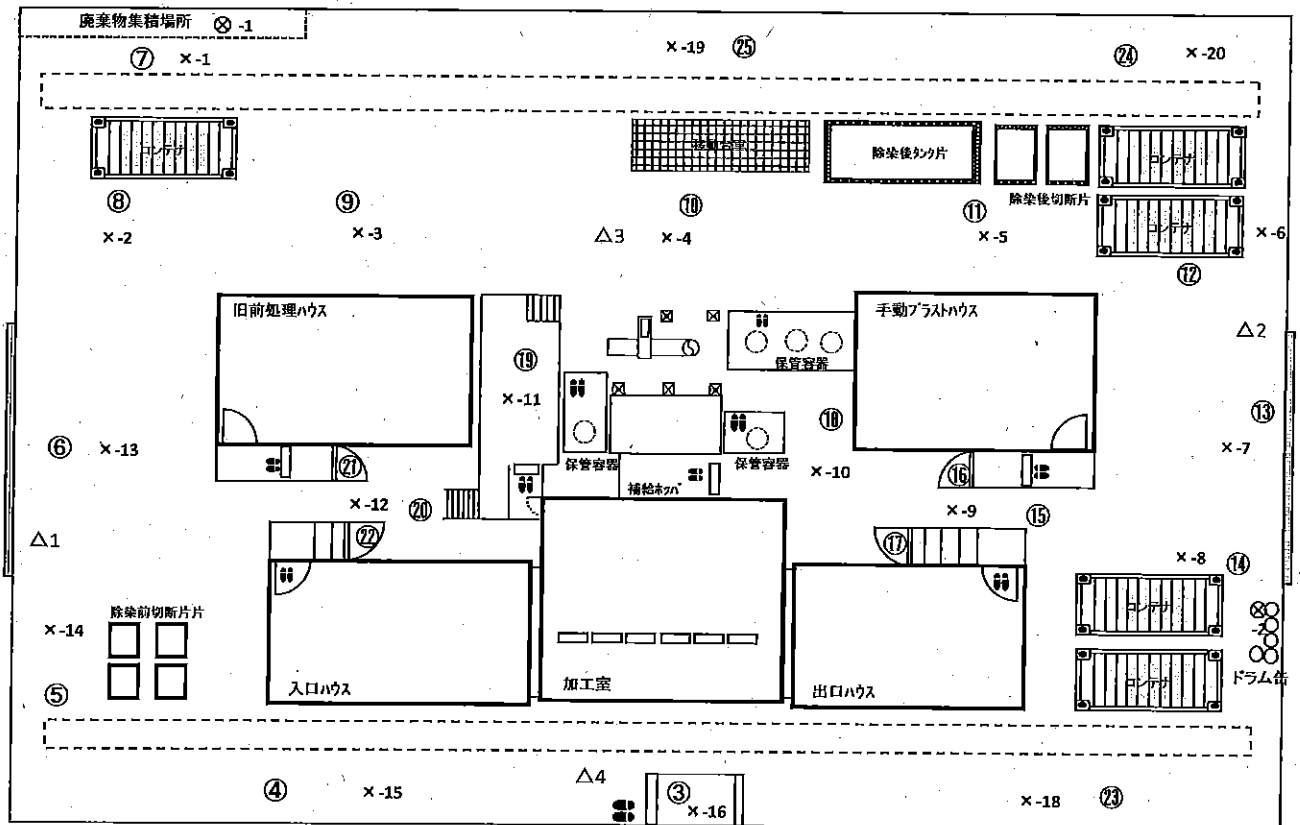 廃棄物集積場所 ⊗ -1
⑦ ×-1
×-19 ㉕
㉔ ×-20
コンテナ
除染後タンク片
コンテナ
除染後切断片
⑧
⑨
⑩
⑪
コンテナ
×-2
×-3
△3 ×-4
×-5
×-6
⑫
旧前処理ハウス
手動ブラストハウス
△2
⑲
保管容器
×-11
⑱
⑬
⑥ ×-13
㉑
保管容器
保管容器
×-10
⑯
×-7
補給ホッパ
×-12 ⑳
×-9 ⑮
△1
㉒
⑰
×-8 ⑭
除染前切断片片
コンテナ
⊗
-2
×-14
入口ハウス
加工室
出口ハウス
コンテナ
ドラム缶
⑤
④ ×-15
△4
③ ×-16
×-18 ㉓